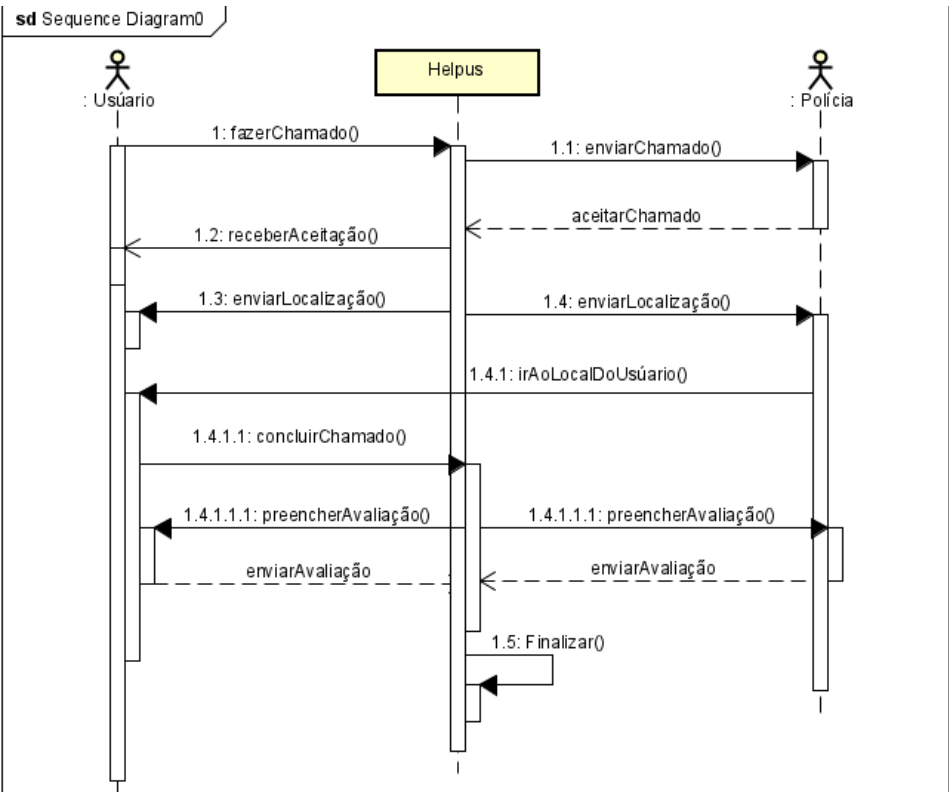 sd Sequence Diagram0
: Usúario
Helpus
: Polícia
1: fazerChamado()
1.1: enviarChamado()
aceitarChamado
1.2: receberAceitação()
1.3: enviarLocalização()
1.4: enviarLocalização()
1.4.1: irAoLocalDoUsúario()
1.4.1.1: concluirChamado()
1.4.1.1.1: preencherAvaliação()
1.4.1.1.1: preencherAvaliação()
enviarAvaliação
enviarAvaliação
1.5: Finalizar()